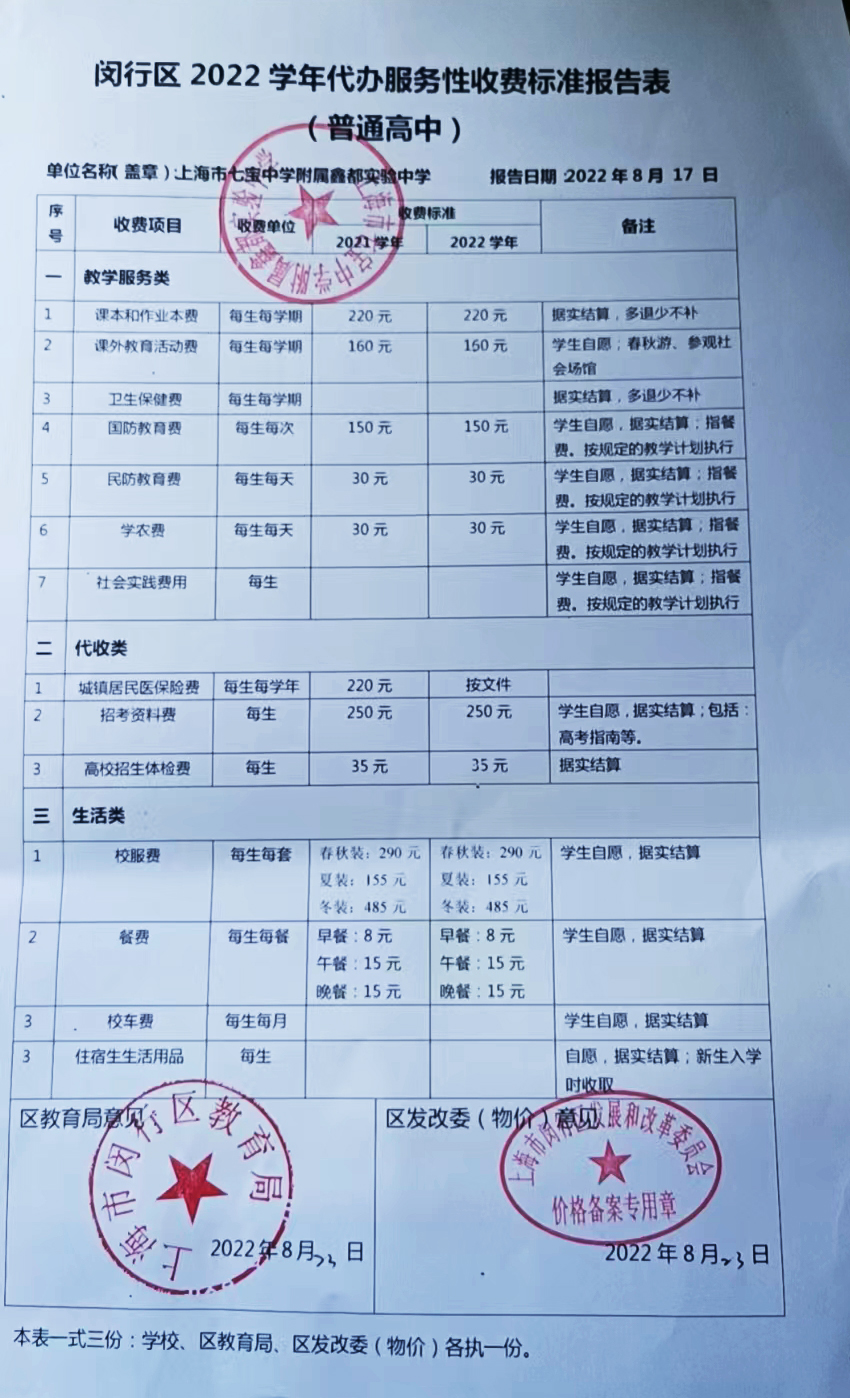 闵行区 2022 学年代办服务性收费标准报告表
（普通高中）
单位名称（盖章）：上海市七宝中学附属鑫都实验中学 报告日期：2022 年 8 月 17 日
序号 收费项目 收费单位 收费标准 备注
2021 学年 2022 学年
一 教学服务类
1 课本和作业本费 每生每学期 220 元 220 元 据实结算，多退少不补
2 课外教育活动费 每生每学期 160 元 160 元 学生自愿；春秋游、参观社
会场馆
3 卫生保健费 每生每学期 据实结算，多退少不补
4 国防教育费 每生每次 150 元 150 元 学生自愿，据实结算；指餐
费。按规定的教学计划执行
5 民防教育费 每生每天 30 元 30 元 学生自愿，据实结算；指餐
费。按规定的教学计划执行
6 学农费 每生每天 30 元 30 元 学生自愿，据实结算；指餐
费。按规定的教学计划执行
7 社会实践费用 每生 学生自愿，据实结算；指餐
费。按规定的教学计划执行
二 代收类
1 城镇居民医保险费 每生每学年 220 元 按文件
2 招考资料费 每生 250 元 250 元 学生自愿，据实结算；包括：
高考指南等。
3 高校招生体检费 每生 35 元 35 元 据实结算
三 生活类
1 校服费 每生每套 春秋装：290 元 春秋装：290 元 学生自愿，据实结算
夏装：155 元 夏装：155 元
冬装：485 元 冬装：485 元
2 餐费 每生每餐 早餐：8 元 早餐：8 元 学生自愿，据实结算
午餐：15 元 午餐：15 元
晚餐：15 元 晚餐：15 元
3 校车费 每生每月 学生自愿，据实结算
3 住宿生生活用品 每生 自愿，据实结算；新生入学
时收取
区教育局意见 区发改委（物价）意见
上海市闵行区教育局
上海市闵行区发展和改革委员会
价格备案专用章
2022 年 8 月 23 日 2022 年 8 月 23 日
本表一式三份：学校、区教育局、区发改委（物价）各执一份。
上海市七宝中学附属鑫都实验中学